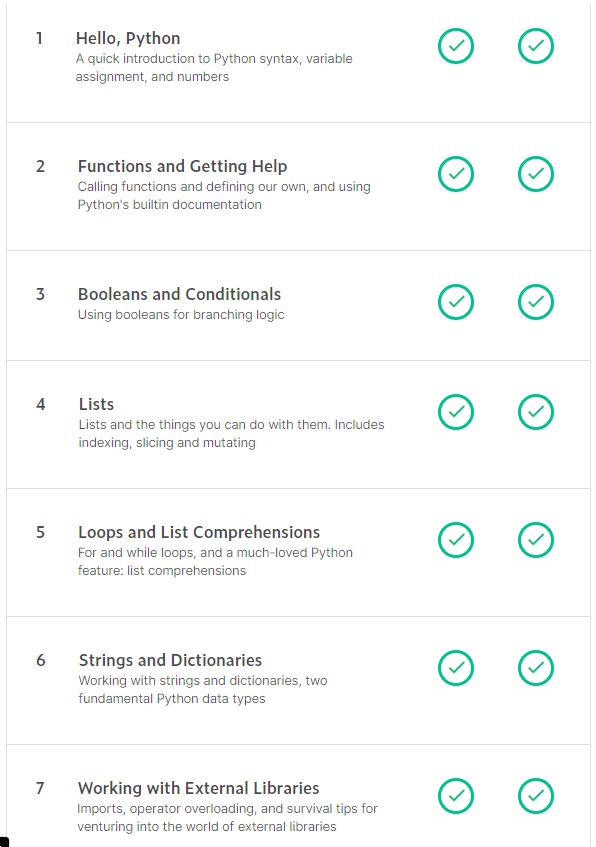 1 Hello, Python
A quick introduction to Python syntax, variable
assignment, and numbers
2 Functions and Getting Help
Calling functions and defining our own, and using
Python's builtin documentation
3 Booleans and Conditionals
Using booleans for branching logic
4 Lists
Lists and the things you can do with them. Includes
indexing, slicing and mutating
5 Loops and List Comprehensions
For and while loops, and a much-loved Python
feature: list comprehensions
6 Strings and Dictionaries
Working with strings and dictionaries, two
fundamental Python data types
7 Working with External Libraries
Imports, operator overloading, and survival tips for
venturing into the world of external libraries